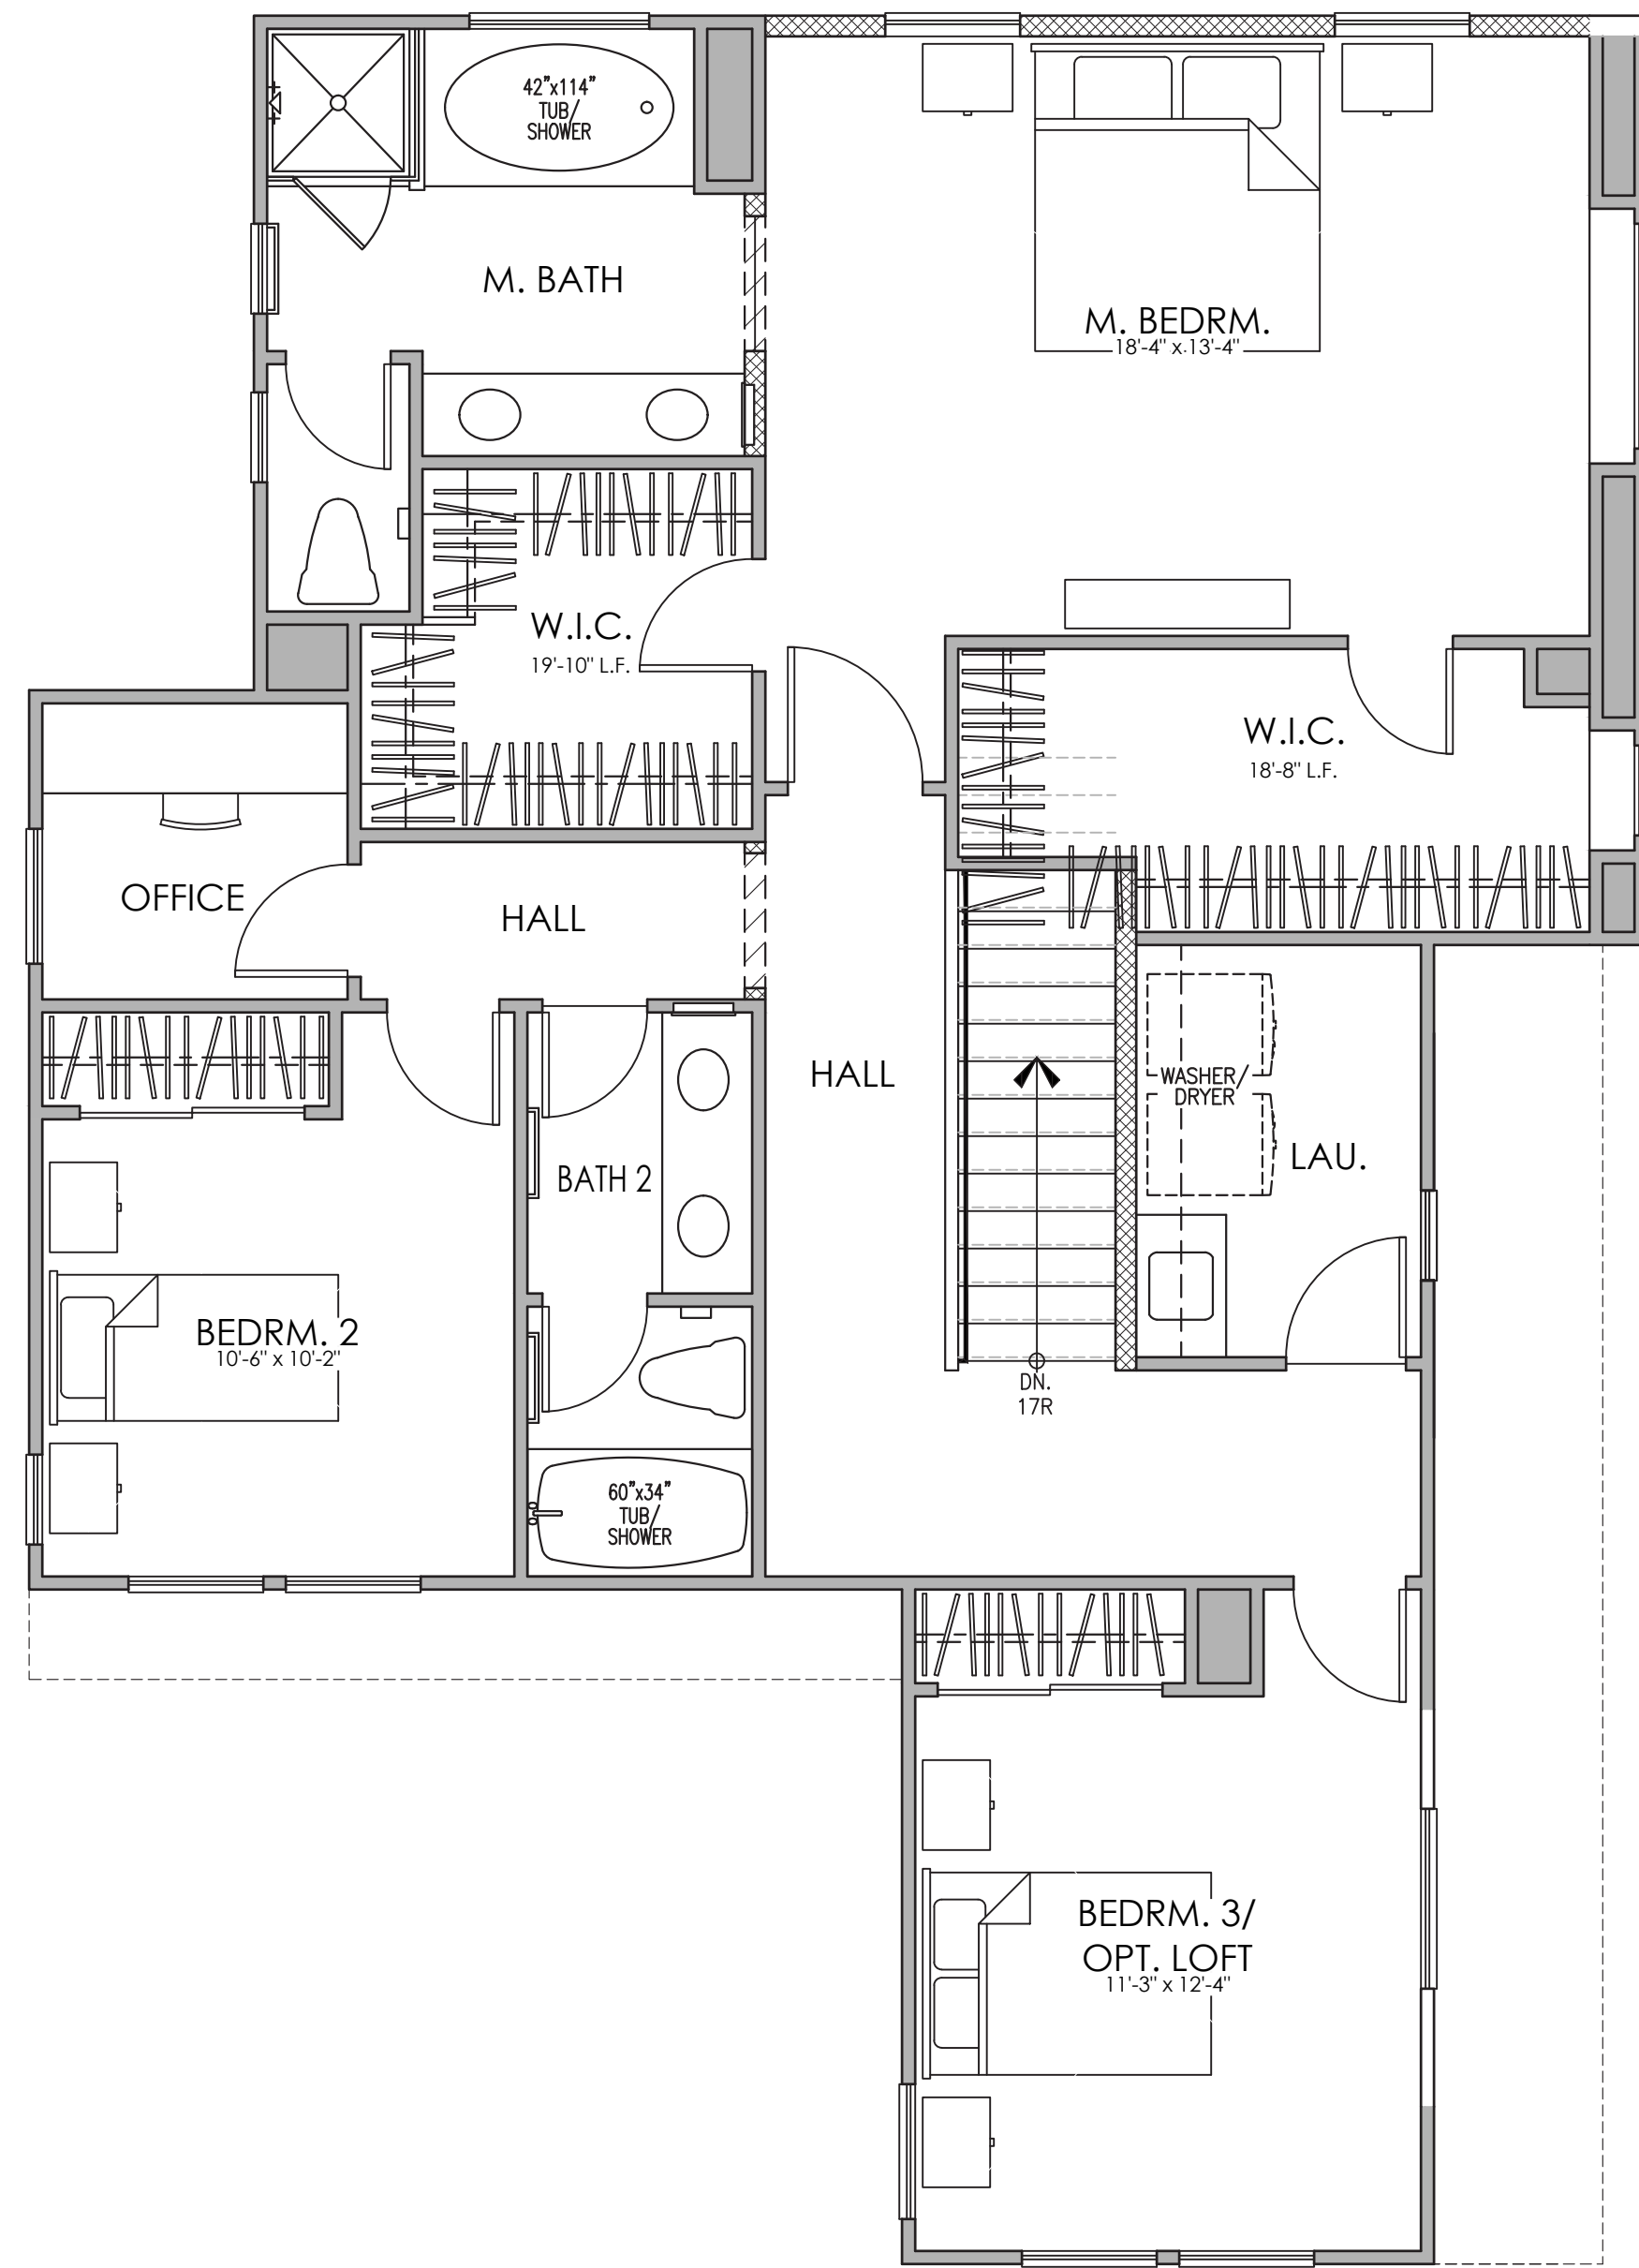 42"x114"
TUB/
SHOWER
M. BATH
M. BEDRM.
18'-4" x 13'-4"
W.I.C.
19'-10" L.F.
W.I.C.
18'-8" L.F.
OFFICE
HALL
HALL
WASHER/
DRYER
LAU.
BATH 2
BEDRM. 2
10'-6" x 10'-2"
DN.
17R
60"x34"
TUB/
SHOWER
BEDRM. 3/
OPT. LOFT
11'-3" x 12'-4"